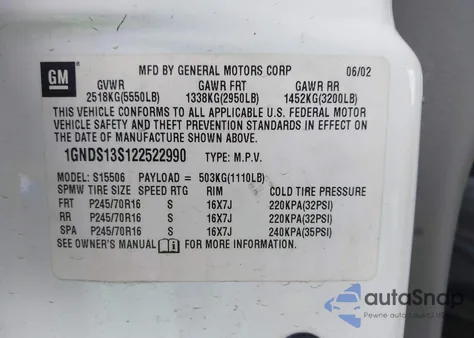 GM
MFD BY GENERAL MOTORS CORP 06/02
GVWR GAWR FRT GAWR RR
2518KG(5550LB) 1338KG(2950LB) 1452KG(3200LB)
THIS VEHICLE CONFORMS TO ALL APPLICABLE U.S. FEDERAL MOTOR
VEHICLE SAFETY AND THEFT PREVENTION STANDARDS IN EFFECT ON
THE DATE OF MANUFACTURE SHOWN ABOVE.
1GNDS13S122522990 TYPE: M.P.V.
MODEL: S15506 PAYLOAD = 503KG(1110LB)
SPMW TIRE SIZE SPEED RTG RIM COLD TIRE PRESSURE
FRT P245/70R16 S 16X7J 220KPA(32PSI)
RR P245/70R16 S 16X7J 220KPA(32PSI)
SPA P245/70R16 S 16X7J 240KPA(35PSI)
SEE OWNER'S MANUAL FOR MORE INFORMATION.
autoSnap
Pewne auta z Ameryki